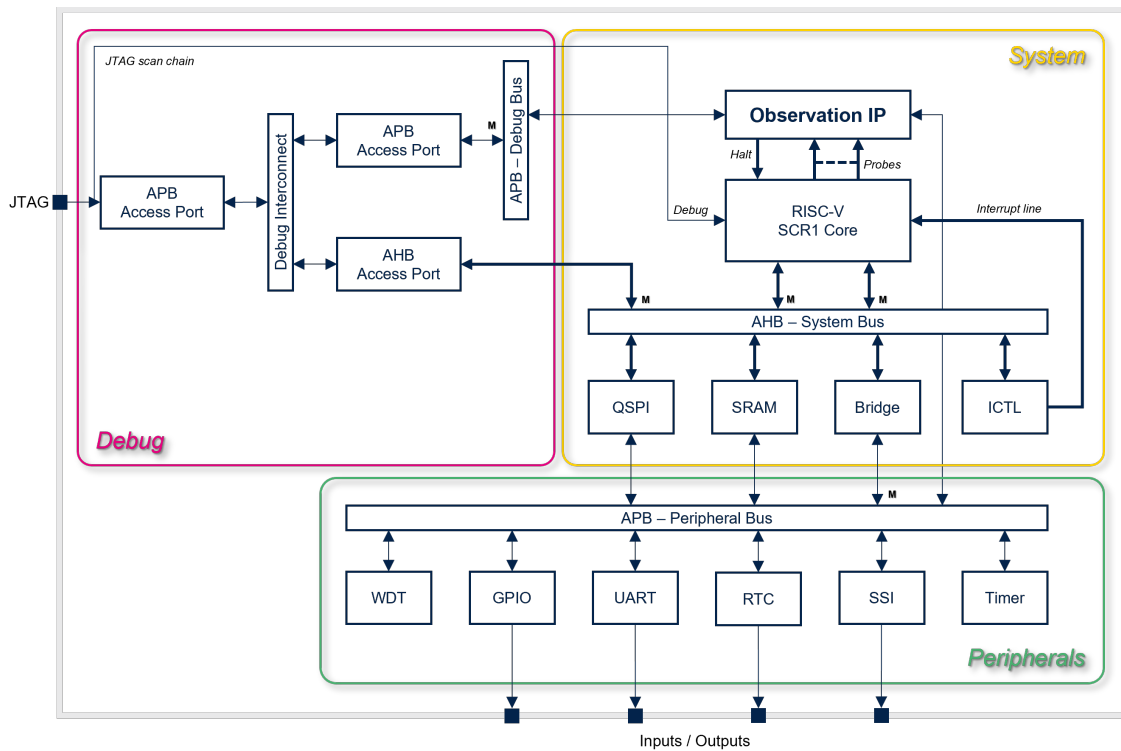 JTAG scan chain
System
Observation IP
APB
Access Port
M
APB – Debug Bus
Halt
Probes
JTAG
APB
Access Port
Debug Interconnect
Debug
RISC-V
SCR1 Core
Interrupt line
AHB
Access Port
M
M
M
AHB – System Bus
QSPI
SRAM
Bridge
ICTL
Debug
M
APB – Peripheral Bus
WDT
GPIO
UART
RTC
SSI
Timer
Peripherals
Inputs / Outputs